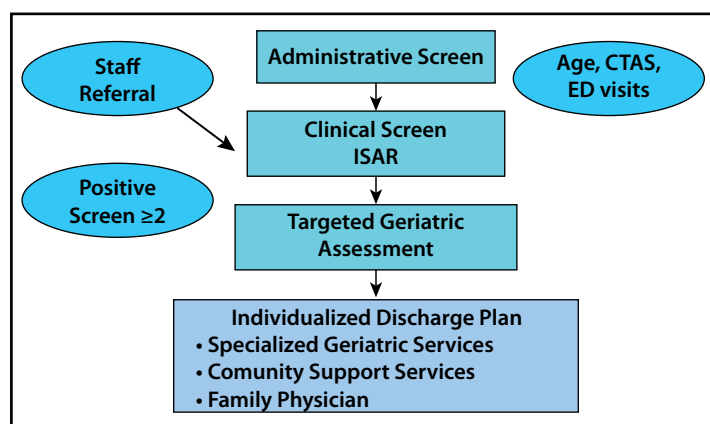 Staff
Referral
Administrative Screen
Age, CTAS,
ED visits
Clinical Screen
ISAR
Positive
Screen ≥2
Targeted Geriatric
Assessment
Individualized Discharge Plan
• Specialized Geriatric Services
• Comunity Support Services
• Family Physician